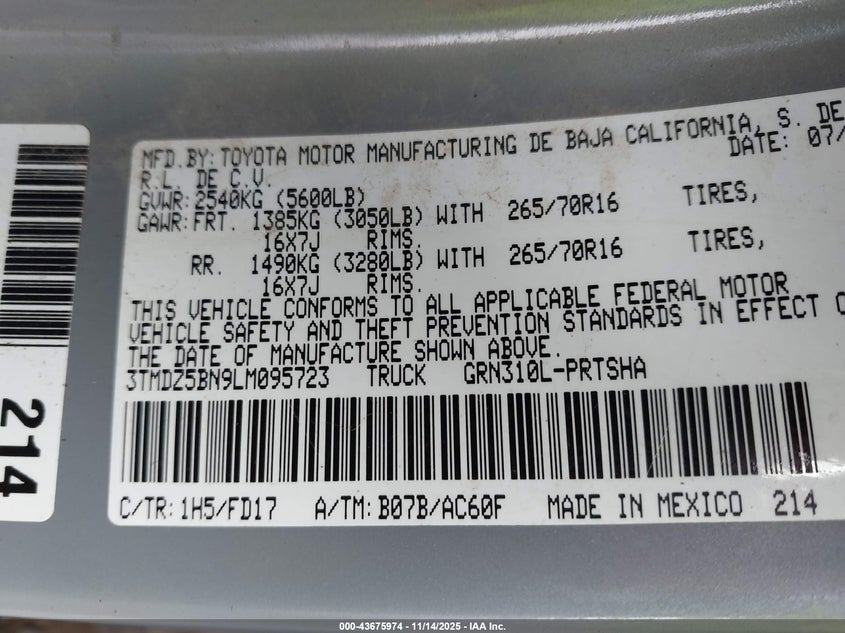 MFD.BY: TOYOTA MOTOR MANUFACTURING DE BAJA CALIFORNIA, S. DE
R.L. DE C.V. DATE: 07/
GVWR: 2540KG (5600LB)
GAWR: FRT. 1385KG (3050LB) WITH 265/70R16 TIRES,
16X7J RIMS.
RR. 1490KG (3280LB) WITH 265/70R16 TIRES,
16X7J RIMS.
THIS VEHICLE CONFORMS TO ALL APPLICABLE FEDERAL MOTOR
VEHICLE SAFETY AND THEFT PREVENTION STANDARDS IN EFFECT
THE DATE OF MANUFACTURE SHOWN ABOVE.
3TMDZ5BN9LM095723 TRUCK GRN310L-PRTSHA
C/TR: 1H5/FD17 A/TM: B07B/AC60F MADE IN MEXICO 214
214
000-43675974 - 11/14/2025 - IAA Inc.